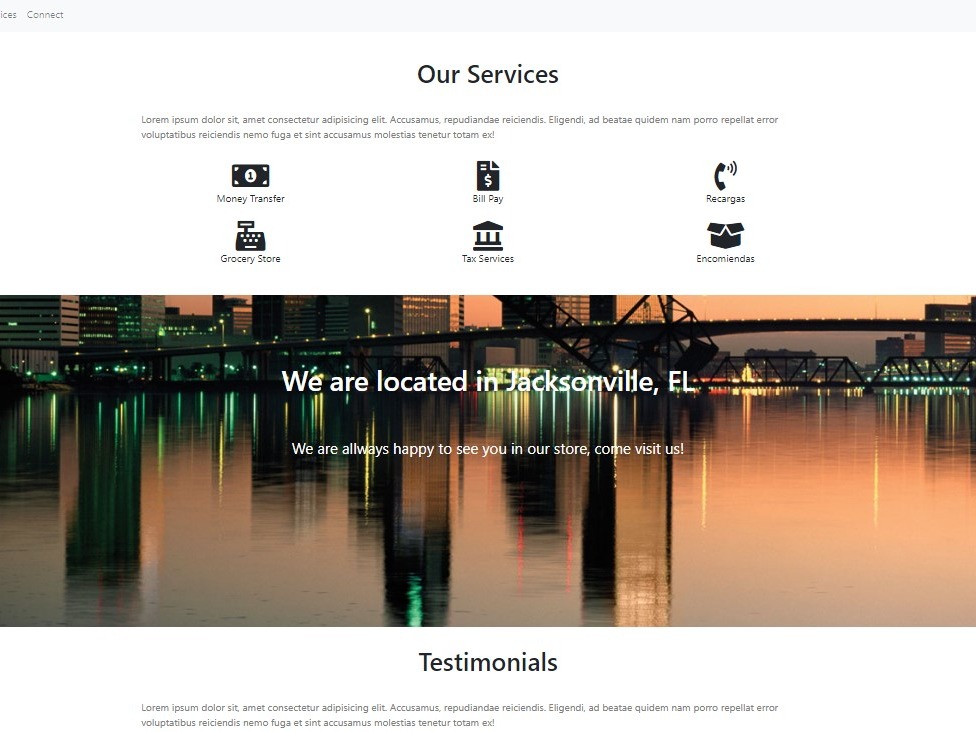 Connect
Our Services
Lorem ipsum dolor sit, amet consectetur adipisicing elit. Accusamus, repudiandae reiciendis. Eligendi, ad beatae quidem nam porro repellat error
voluptatibus reiciendis nemo fuga et sint accusamus molestias tenetur totam ex!
1
$
Money Transfer Bill Pay Recargas
Grocery Store Tax Services Encomiendas
We are located in Jacksonville, FL
We are allways happy to see you in our store, come visit us!
Testimonials
Lorem ipsum dolor sit, amet consectetur adipisicing elit. Accusamus, repudiandae reiciendis. Eligendi, ad beatae quidem nam porro repellat error
voluptatibus reiciendis nemo fuga et sint accusamus molestias tenetur totam ex!